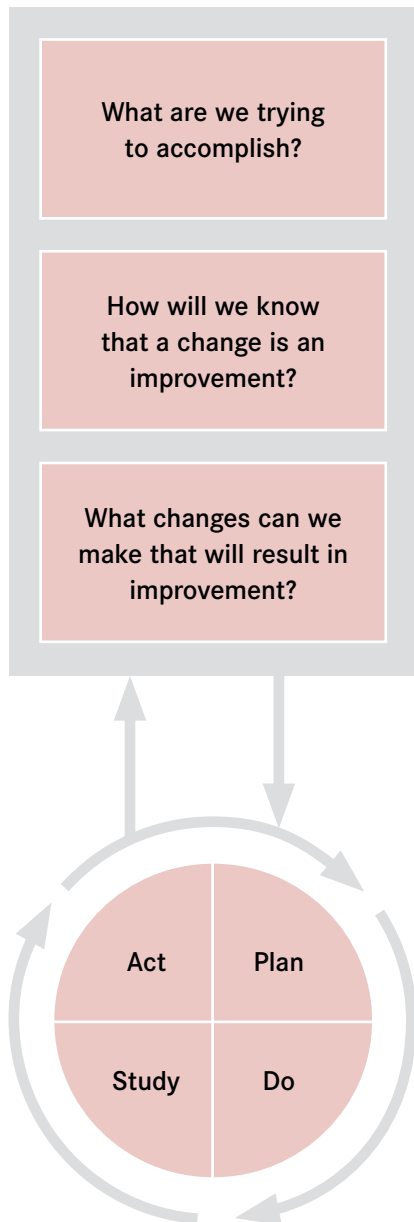 What are we trying
to accomplish?
How will we know
that a change is an
improvement?
What changes can we
make that will result in
improvement?
Act
Plan
Study
Do